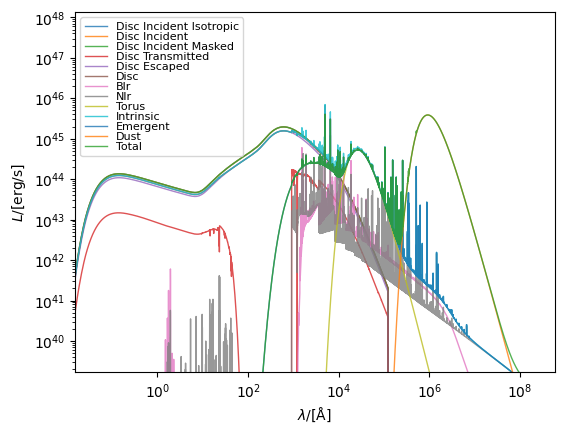 10^48
10^47
10^46
10^45
10^44
10^43
10^42
10^41
10^40
L/[erg/s]
Disc Incident Isotropic
Disc Incident
Disc Incident Masked
Disc Transmitted
Disc Escaped
Disc
Blr
Nlr
Torus
Intrinsic
Emergent
Dust
Total
10^0 10^2 10^4 10^6 10^8
λ/[Å]